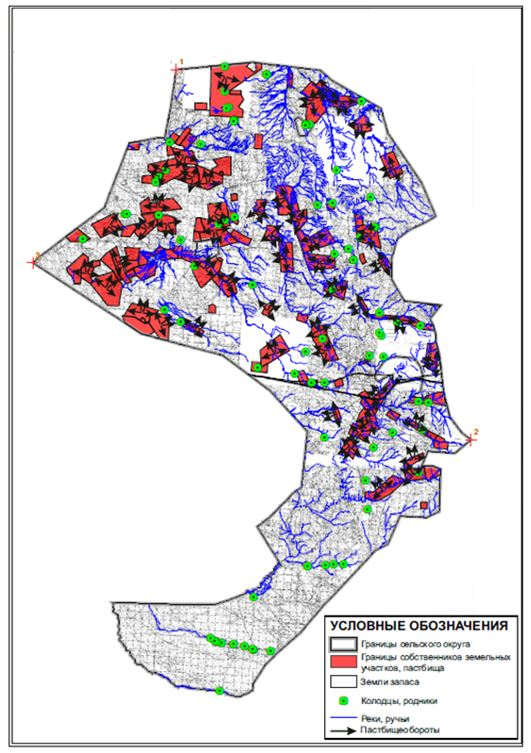 1
2
2
УСЛОВНЫЕ ОБОЗНАЧЕНИЯ
Границы сельского округа
Границы собственников земельных
участков, пастбища
Земли запаса
Колодцы, родники
Реки, ручьи
Пастбищеобороты